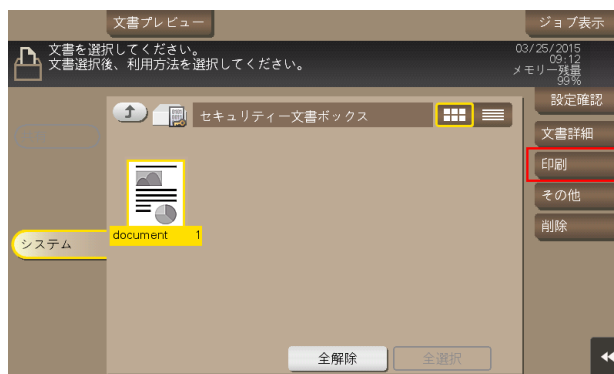 文書プレビュー
ジョブ表示
文書を選択してください。
文書選択後、利用方法を選択してください。
03/25/2015
09:12
メモリー残量
99%
設定確認
セキュリティー文書ボックス
文書詳細
印刷
その他
削除
システム
document 1
全解除
全選択